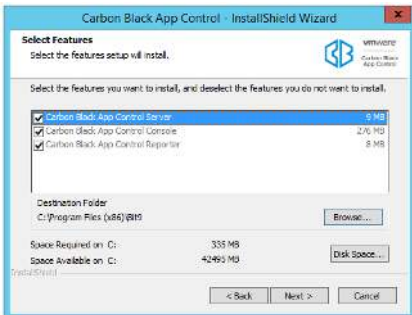 Carbon Black App Control - InstallShield Wizard
x
Select Features
Select the features setup will install.
vmware
Carbon Black
App Control
Select the features you want to install, and deselect the features you do not want to install.
Carbon Black App Control Server 9 MB
Carbon Black App Control Console 276 MB
Carbon Black App Control Reporter 8 MB
Destination Folder
C:\Program Files (x86)\Bit9
Browse...
Space Required on C: 335 MB
Space Available on C: 42495 MB
Disk Space...
InstallShield
< Back Next > Cancel